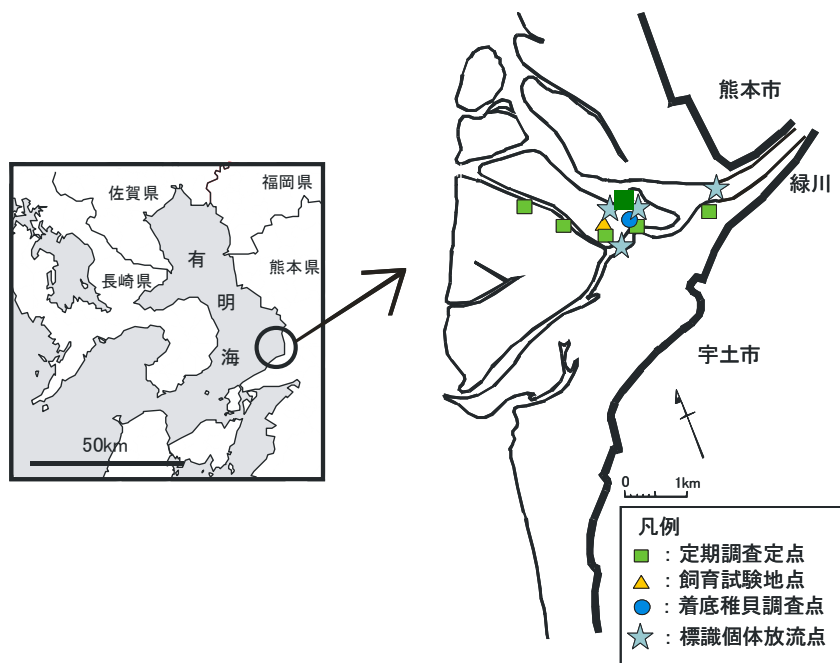 佐賀県
福岡県
有
明
海
長崎県
熊本県
50km
熊本市
緑川
宇土市
0 1km
凡例
：定期調査定点
：飼育試験地点
：着底稚貝調査点
：標識個体放流点